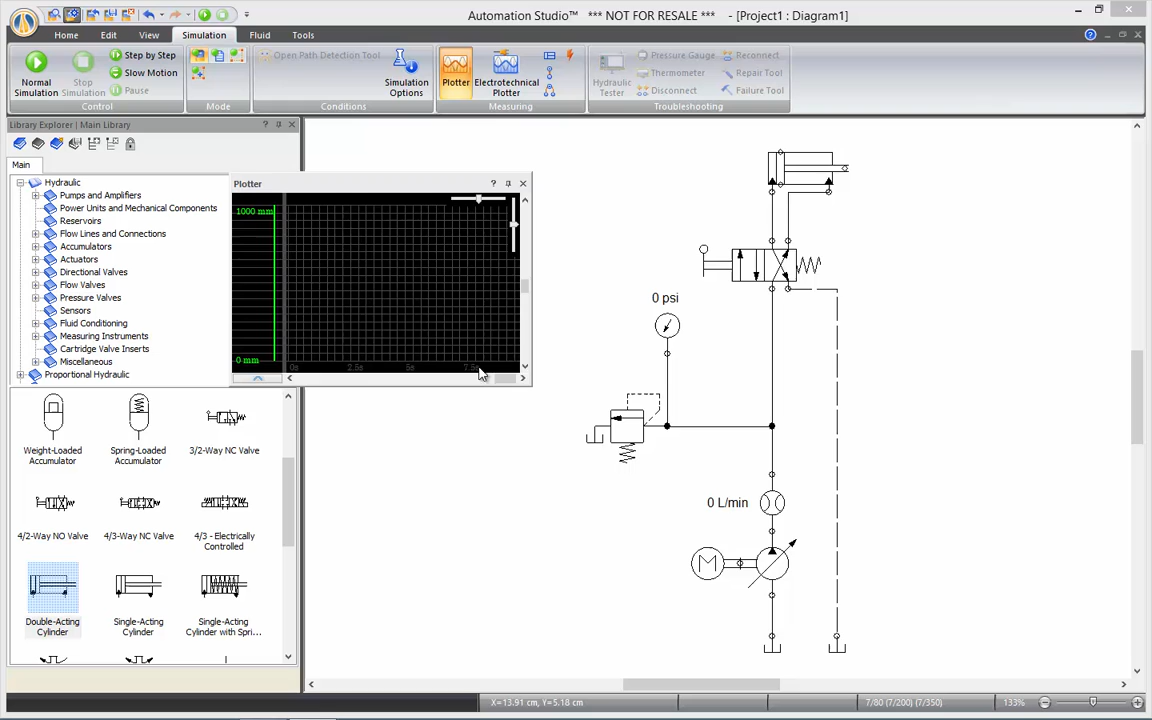 Automation Studio™ *** NOT FOR RESALE *** - [Project1 : Diagram1]
Home Edit View Simulation Fluid Tools
Normal Simulation
Stop Simulation
Step by Step
Slow Motion
Pause
Control
Mode
Open Path Detection Tool
Simulation Options
Conditions
Plotter
Electrotechnical Plotter
Measuring
Hydraulic Tester
Pressure Gauge
Thermometer
Disconnect
Reconnect
Repair Tool
Failure Tool
Troubleshooting
Library Explorer | Main Library
Main
Hydraulic
Pumps and Amplifiers
Power Units and Mechanical Components
Reservoirs
Flow Lines and Connections
Accumulators
Actuators
Directional Valves
Flow Valves
Pressure Valves
Sensors
Fluid Conditioning
Measuring Instruments
Cartridge Valve Inserts
Miscellaneous
Proportional Hydraulic
Plotter
1000 mm
0 mm
0s 2.5s 5s 7.5
Weight-Loaded Accumulator
Spring-Loaded Accumulator
3/2-Way NC Valve
4/2-Way NO Valve
4/3-Way NC Valve
4/3 - Electrically Controlled
Double-Acting Cylinder
Single-Acting Cylinder
Single-Acting Cylinder with Spri...
0 psi
0 L/min
M
X=13.91 cm, Y=5.18 cm
7/80 (7/200) (7/350)
133%